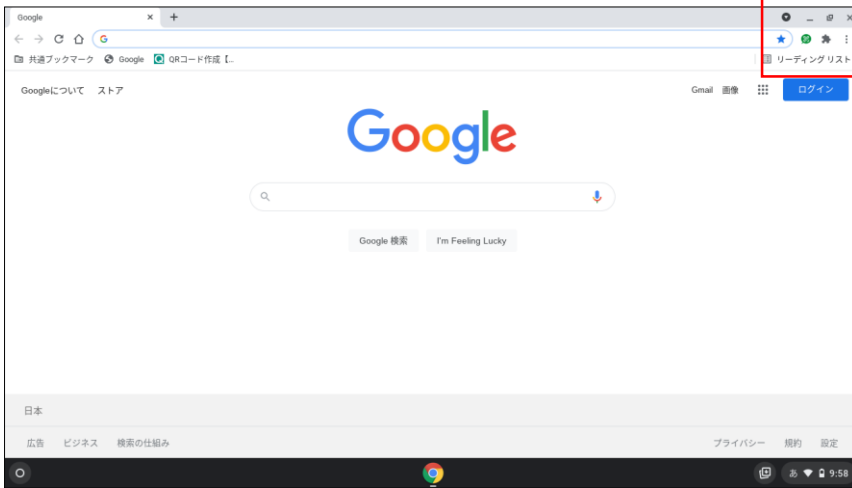 Google
共通ブックマーク Google QRコード作成【...
リーディング リスト
Googleについて ストア
Gmail 画像 ログイン
Google
Google 検索 I'm Feeling Lucky
日本
広告 ビジネス 検索の仕組み
プライバシー 規約 設定
あ 9:58